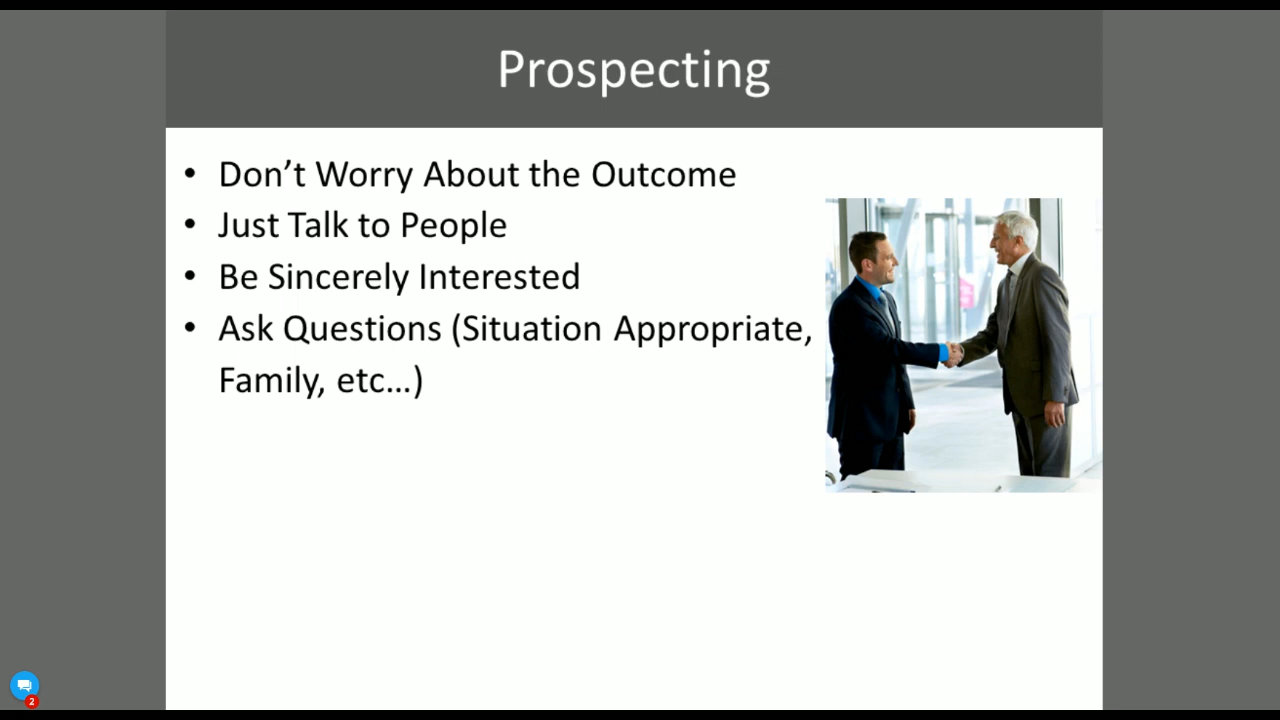 Prospecting
• Don’t Worry About the Outcome
• Just Talk to People
• Be Sincerely Interested
• Ask Questions (Situation Appropriate,
Family, etc...)
2